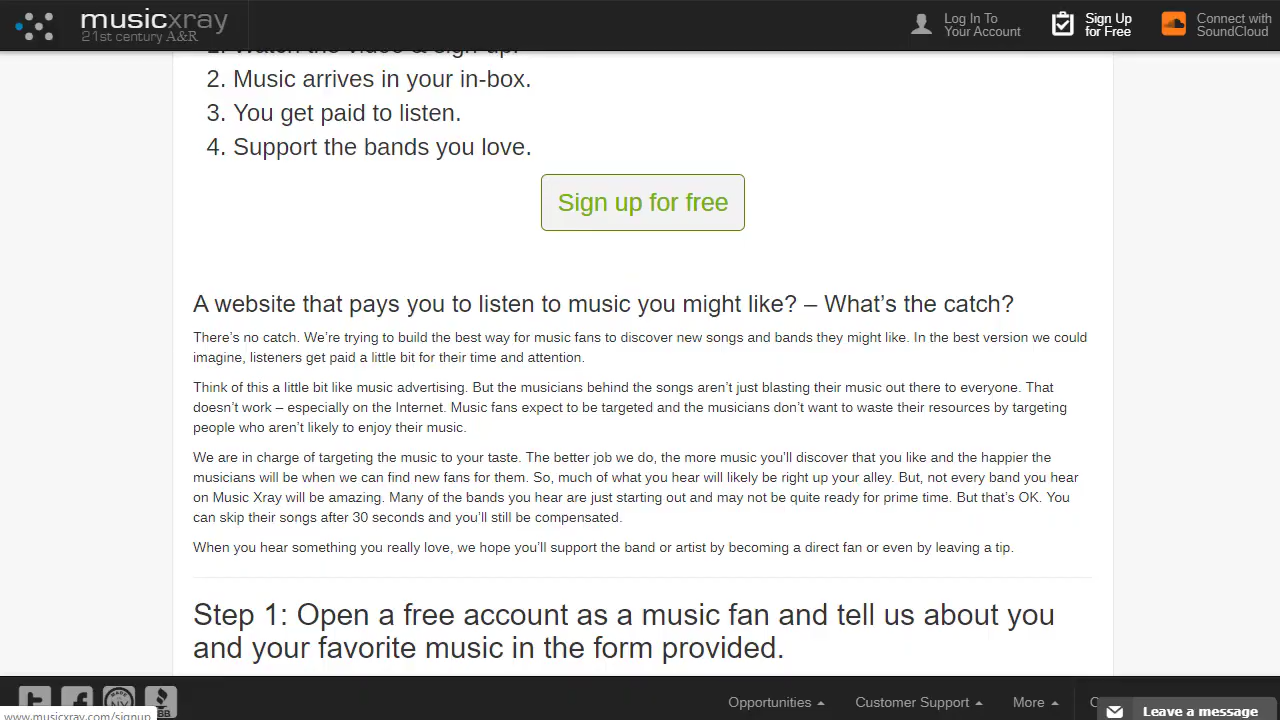 musicxray
21st century A&R
Log In To
Your Account
Sign Up
for Free
Connect with
SoundCloud
1. Watch the video & sign up.
2. Music arrives in your in-box.
3. You get paid to listen.
4. Support the bands you love.
Sign up for free
A website that pays you to listen to music you might like? – What’s the catch?
There’s no catch. We’re trying to build the best way for music fans to discover new songs and bands they might like. In the best version we could
imagine, listeners get paid a little bit for their time and attention.
Think of this a little bit like music advertising. But the musicians behind the songs aren’t just blasting their music out there to everyone. That
doesn’t work – especially on the Internet. Music fans expect to be targeted and the musicians don’t want to waste their resources by targeting
people who aren’t likely to enjoy their music.
We are in charge of targeting the music to your taste. The better job we do, the more music you’ll discover that you like and the happier the
musicians will be when we can find new fans for them. So, much of what you hear will likely be right up your alley. But, not every band you hear
on Music Xray will be amazing. Many of the bands you hear are just starting out and may not be quite ready for prime time. But that’s OK. You
can skip their songs after 30 seconds and you’ll still be compensated.
When you hear something you really love, we hope you’ll support the band or artist by becoming a direct fan or even by leaving a tip.
Step 1: Open a free account as a music fan and tell us about you
and your favorite music in the form provided.
www.musicxray.com/signup
Opportunities
Customer Support
More
Leave a message